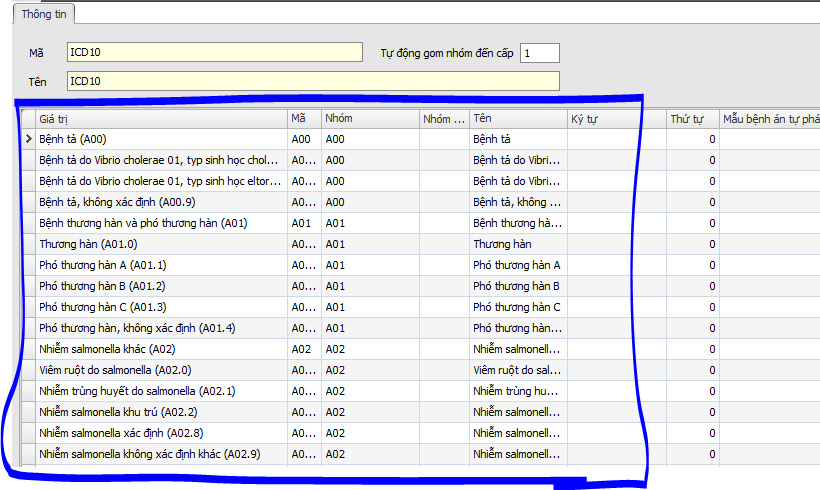 Thông tin
Mã ICD10 Tự động gom nhóm đến cấp 1
Tên ICD10
Giá trị Mã Nhóm Nhóm ... Tên Ký tự Thứ tự Mẫu bệnh án tự phá
Bệnh tả (A00) A00 A00 Bệnh tả 0
Bệnh tả do Vibrio cholerae 01, typ sinh học chol... A0... A00 Bệnh tả do Vibri... 0
Bệnh tả do Vibrio cholerae 01, typ sinh học eltor... A0... A00 Bệnh tả do Vibri... 0
Bệnh tả, không xác định (A00.9) A0... A00 Bệnh tả, không ... 0
Bệnh thương hàn và phó thương hàn (A01) A01 A01 Bệnh thương hà... 0
Thương hàn (A01.0) A0... A01 Thương hàn 0
Phó thương hàn A (A01.1) A0... A01 Phó thương hàn A 0
Phó thương hàn B (A01.2) A0... A01 Phó thương hàn B 0
Phó thương hàn C (A01.3) A0... A01 Phó thương hàn C 0
Phó thương hàn, không xác định (A01.4) A0... A01 Phó thương hàn... 0
Nhiễm salmonella khác (A02) A02 A02 Nhiễm salmonell... 0
Viêm ruột do salmonella (A02.0) A0... A02 Viêm ruột do sal... 0
Nhiễm trùng huyết do salmonella (A02.1) A0... A02 Nhiễm trùng hu... 0
Nhiễm salmonella khu trú (A02.2) A0... A02 Nhiễm salmonell... 0
Nhiễm salmonella xác định (A02.8) A0... A02 Nhiễm salmonell... 0
Nhiễm salmonella không xác định khác (A02.9) A0... A02 Nhiễm salmonell... 0